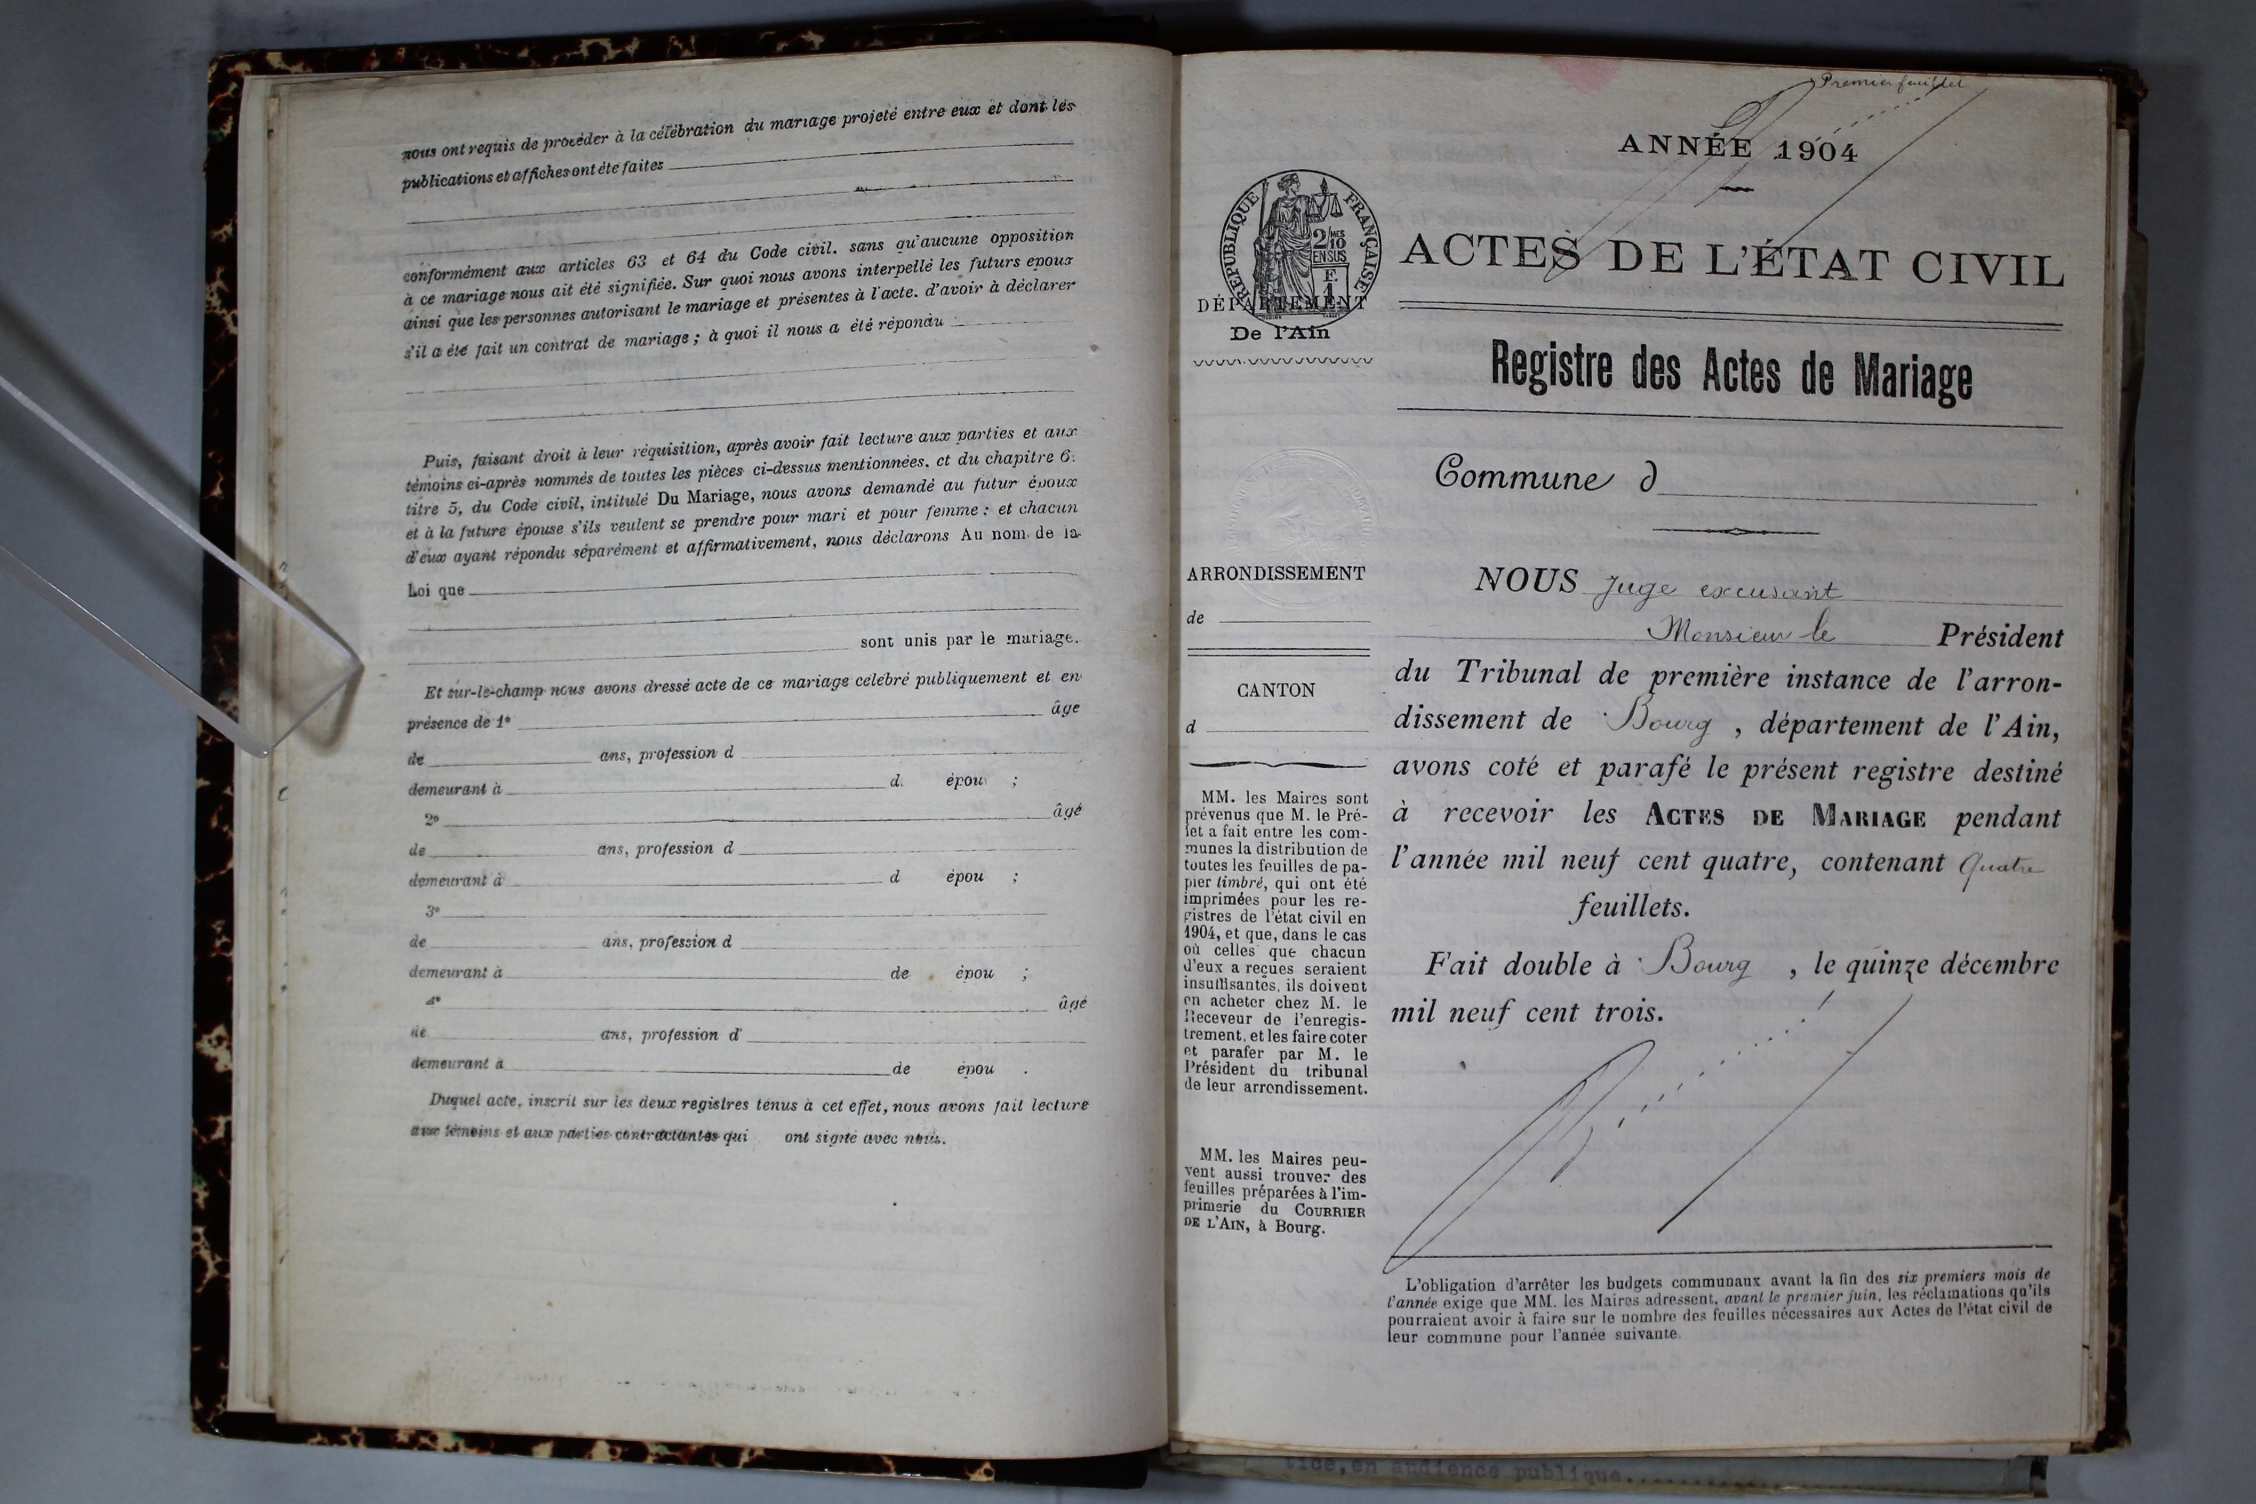 nous ont requis de procéder à la célébration du mariage projeté entre eux et dont les
publications et affiches ont été faites
conformément aux articles 63 et 64 du Code civil. sans qu'aucune opposition
à ce mariage nous ait été signifiée. Sur quoi nous avons interpellé les futurs époux
ainsi que les personnes autorisant le mariage et présentes à l'acte. d'avoir à déclarer
s'il a été fait un contrat de mariage ; à quoi il nous a été répondu
Puis, faisant droit à leur réquisition, après avoir fait lecture aux parties et aux
témoins ci-après nommés de toutes les pièces ci-dessus mentionnées. et du chapitre 6.
titre 5, du Code civil, intitulé Du Mariage, nous avons demandé au futur époux
et à la future épouse s'ils veulent se prendre pour mari et pour femme : et chacun
d'eux ayant répondu séparément et affirmativement, nous déclarons Au nom de la
Loi que
sont unis par le mariage.
Et sur-le-champ nous avons dressé acte de ce mariage célébré publiquement et en
présence de 1° âgé
de ans, profession d
demeurant à d épou ;
2° âgé
de ans, profession d
demeurant à d épou ;
3°
de ans, profession d
demeurant à de épou ;
4° âgé
de ans, profession d
demeurant à de épou .
Duquel acte, inscrit sur les deux registres tenus à cet effet, nous avons fait lecture
aux témoins et aux parties contractantes qui ont signé avec nous.
Premier feuillet
ANNÉE 1904
RÉPUBLIQUE FRANÇAISE
2/10 MES
EN SUS
F.
1
ACTES DE L'ÉTAT CIVIL
DÉPARTEMENT
De l'Ain
Registre des Actes de Mariage
Commune d
ARRONDISSEMENT
de
CANTON
d
MM. les Maires sont
prévenus que M. le Pré-
fet a fait entre les com-
munes la distribution de
toutes les feuilles de pa-
pier timbré, qui ont été
imprimées pour les re-
gistres de l'état civil en
1904, et que, dans le cas
où celles que chacun
d'eux a reçues seraient
insuffisantes, ils doivent
en acheter chez M. le
Receveur de l'enregis-
trement, et les faire coter
et parafer par M. le
Président du tribunal
de leur arrondissement.
MM. les Maires peu-
vent aussi trouver des
feuilles préparées à l'im-
primerie du COURRIER
DE L'AIN, à Bourg.
NOUS Juge excusant
Monsieur le Président
du Tribunal de première instance de l'arron-
dissement de Bourg , département de l'Ain,
avons coté et parafé le présent registre destiné
à recevoir les ACTES DE MARIAGE pendant
l'année mil neuf cent quatre, contenant Quatre
feuillets.
Fait double à Bourg , le quinze décembre
mil neuf cent trois.
L'obligation d'arrêter les budgets communaux avant la fin des six premiers mois de
l'année exige que MM. les Maires adressent, avant le premier juin, les réclamations qu'ils
pourraient avoir à faire sur le nombre des feuilles nécessaires aux Actes de l'état civil de
leur commune pour l'année suivante.
tice, en audience publique..........